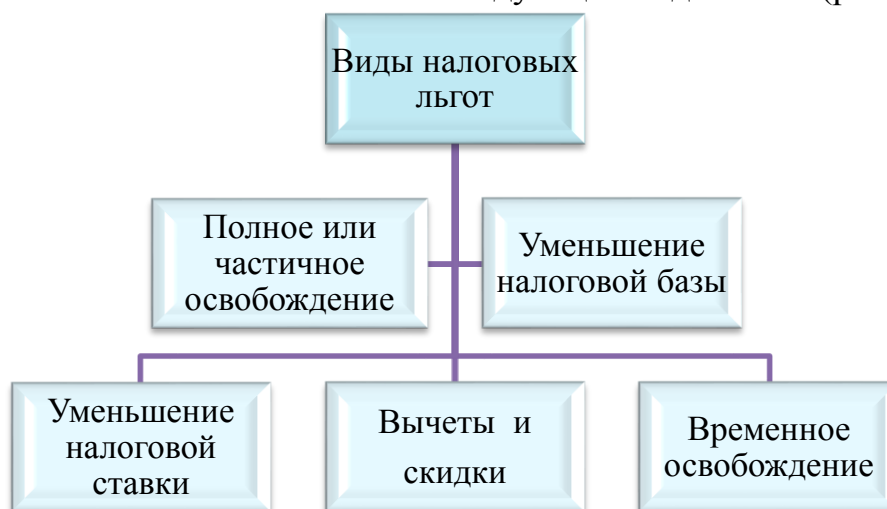 Виды налоговых
льгот
Полное или
частичное
освобождение
Уменьшение
налоговой базы
Уменьшение
налоговой
ставки
Вычеты и
скидки
Временное
освобождение